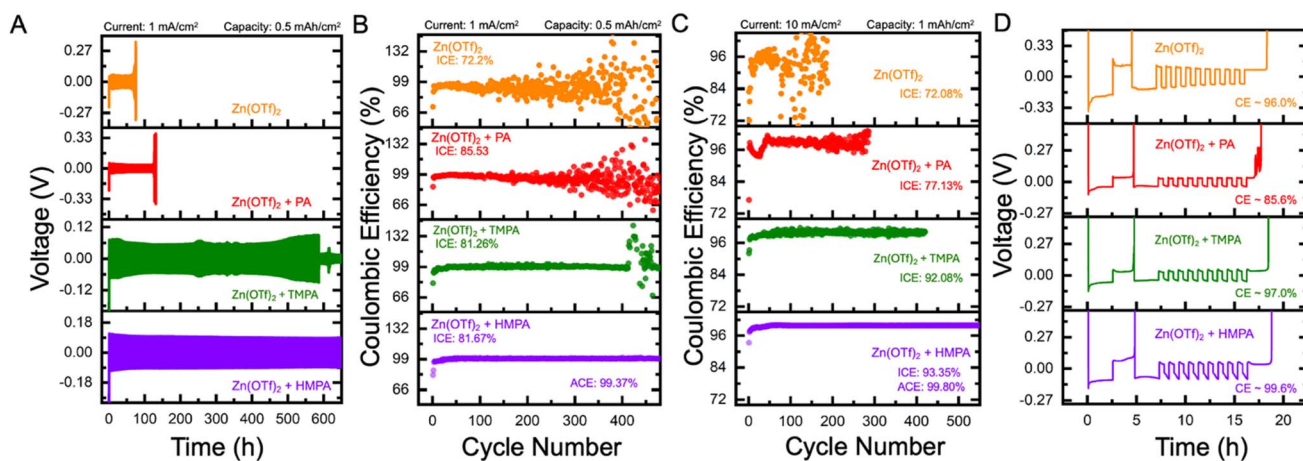 A
Voltage (V)
0.27
0.00
-0.27
Zn(OTf)₂
0.33
0.00
-0.33
Zn(OTf)₂ + PA
0.12
0.00
-0.12
Zn(OTf)₂ + TMPA
0.18
0.00
-0.18
Zn(OTf)₂ + HMPA
0 100 200 300 400 500 600
Time (h)
Current: 1 mA/cm² Capacity: 0.5 mAh/cm²
B
Current: 1 mA/cm² Capacity: 0.5 mAh/cm²
Coulombic Efficiency (%)
132
99
66
Zn(OTf)₂
ICE: 72.2%
132
99
66
Zn(OTf)₂ + PA
ICE: 85.53
132
99
66
Zn(OTf)₂ + TMPA
ICE: 81.26%
132
99
66
Zn(OTf)₂ + HMPA
ICE: 81.67%
ACE: 99.37%
0 100 200 300 400
Cycle Number
C
Current: 10 mA/cm² Capacity: 1 mAh/cm²
Coulombic Efficiency (%)
96
84
72
Zn(OTf)₂
ICE: 72.08%
96
84
72
Zn(OTf)₂ + PA
ICE: 77.13%
96
84
72
Zn(OTf)₂ + TMPA
ICE: 92.08%
96
84
72
Zn(OTf)₂ + HMPA
ICE: 93.35%
ACE: 99.80%
0 100 200 300 400 500
Cycle Number
D
Voltage (V)
0.33
0.00
-0.33
Zn(OTf)₂
CE ~ 96.0%
0.27
0.00
-0.27
Zn(OTf)₂ + PA
CE ~ 85.6%
0.27
0.00
-0.27
Zn(OTf)₂ + TMPA
CE ~ 97.0%
0.27
0.00
-0.27
Zn(OTf)₂ + HMPA
CE ~ 99.6%
0 5 10 15 20
Time (h)